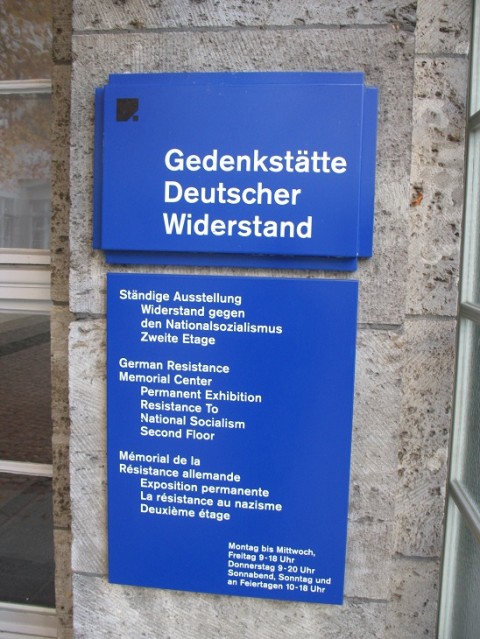 Gedenkstätte
Deutscher
Widerstand
Ständige Ausstellung
Widerstand gegen
den Nationalsozialismus
Zweite Etage
German Resistance
Memorial Center
Permanent Exhibition
Resistance To
National Socialism
Second Floor
Mémorial de la
Résistance allemande
Exposition permanente
La résistance au nazisme
Deuxième étage
Montag bis Mittwoch,
Freitag 9-18 Uhr
Donnerstag 9-20 Uhr
Sonnabend, Sonntag und
an Feiertagen 10-18 Uhr